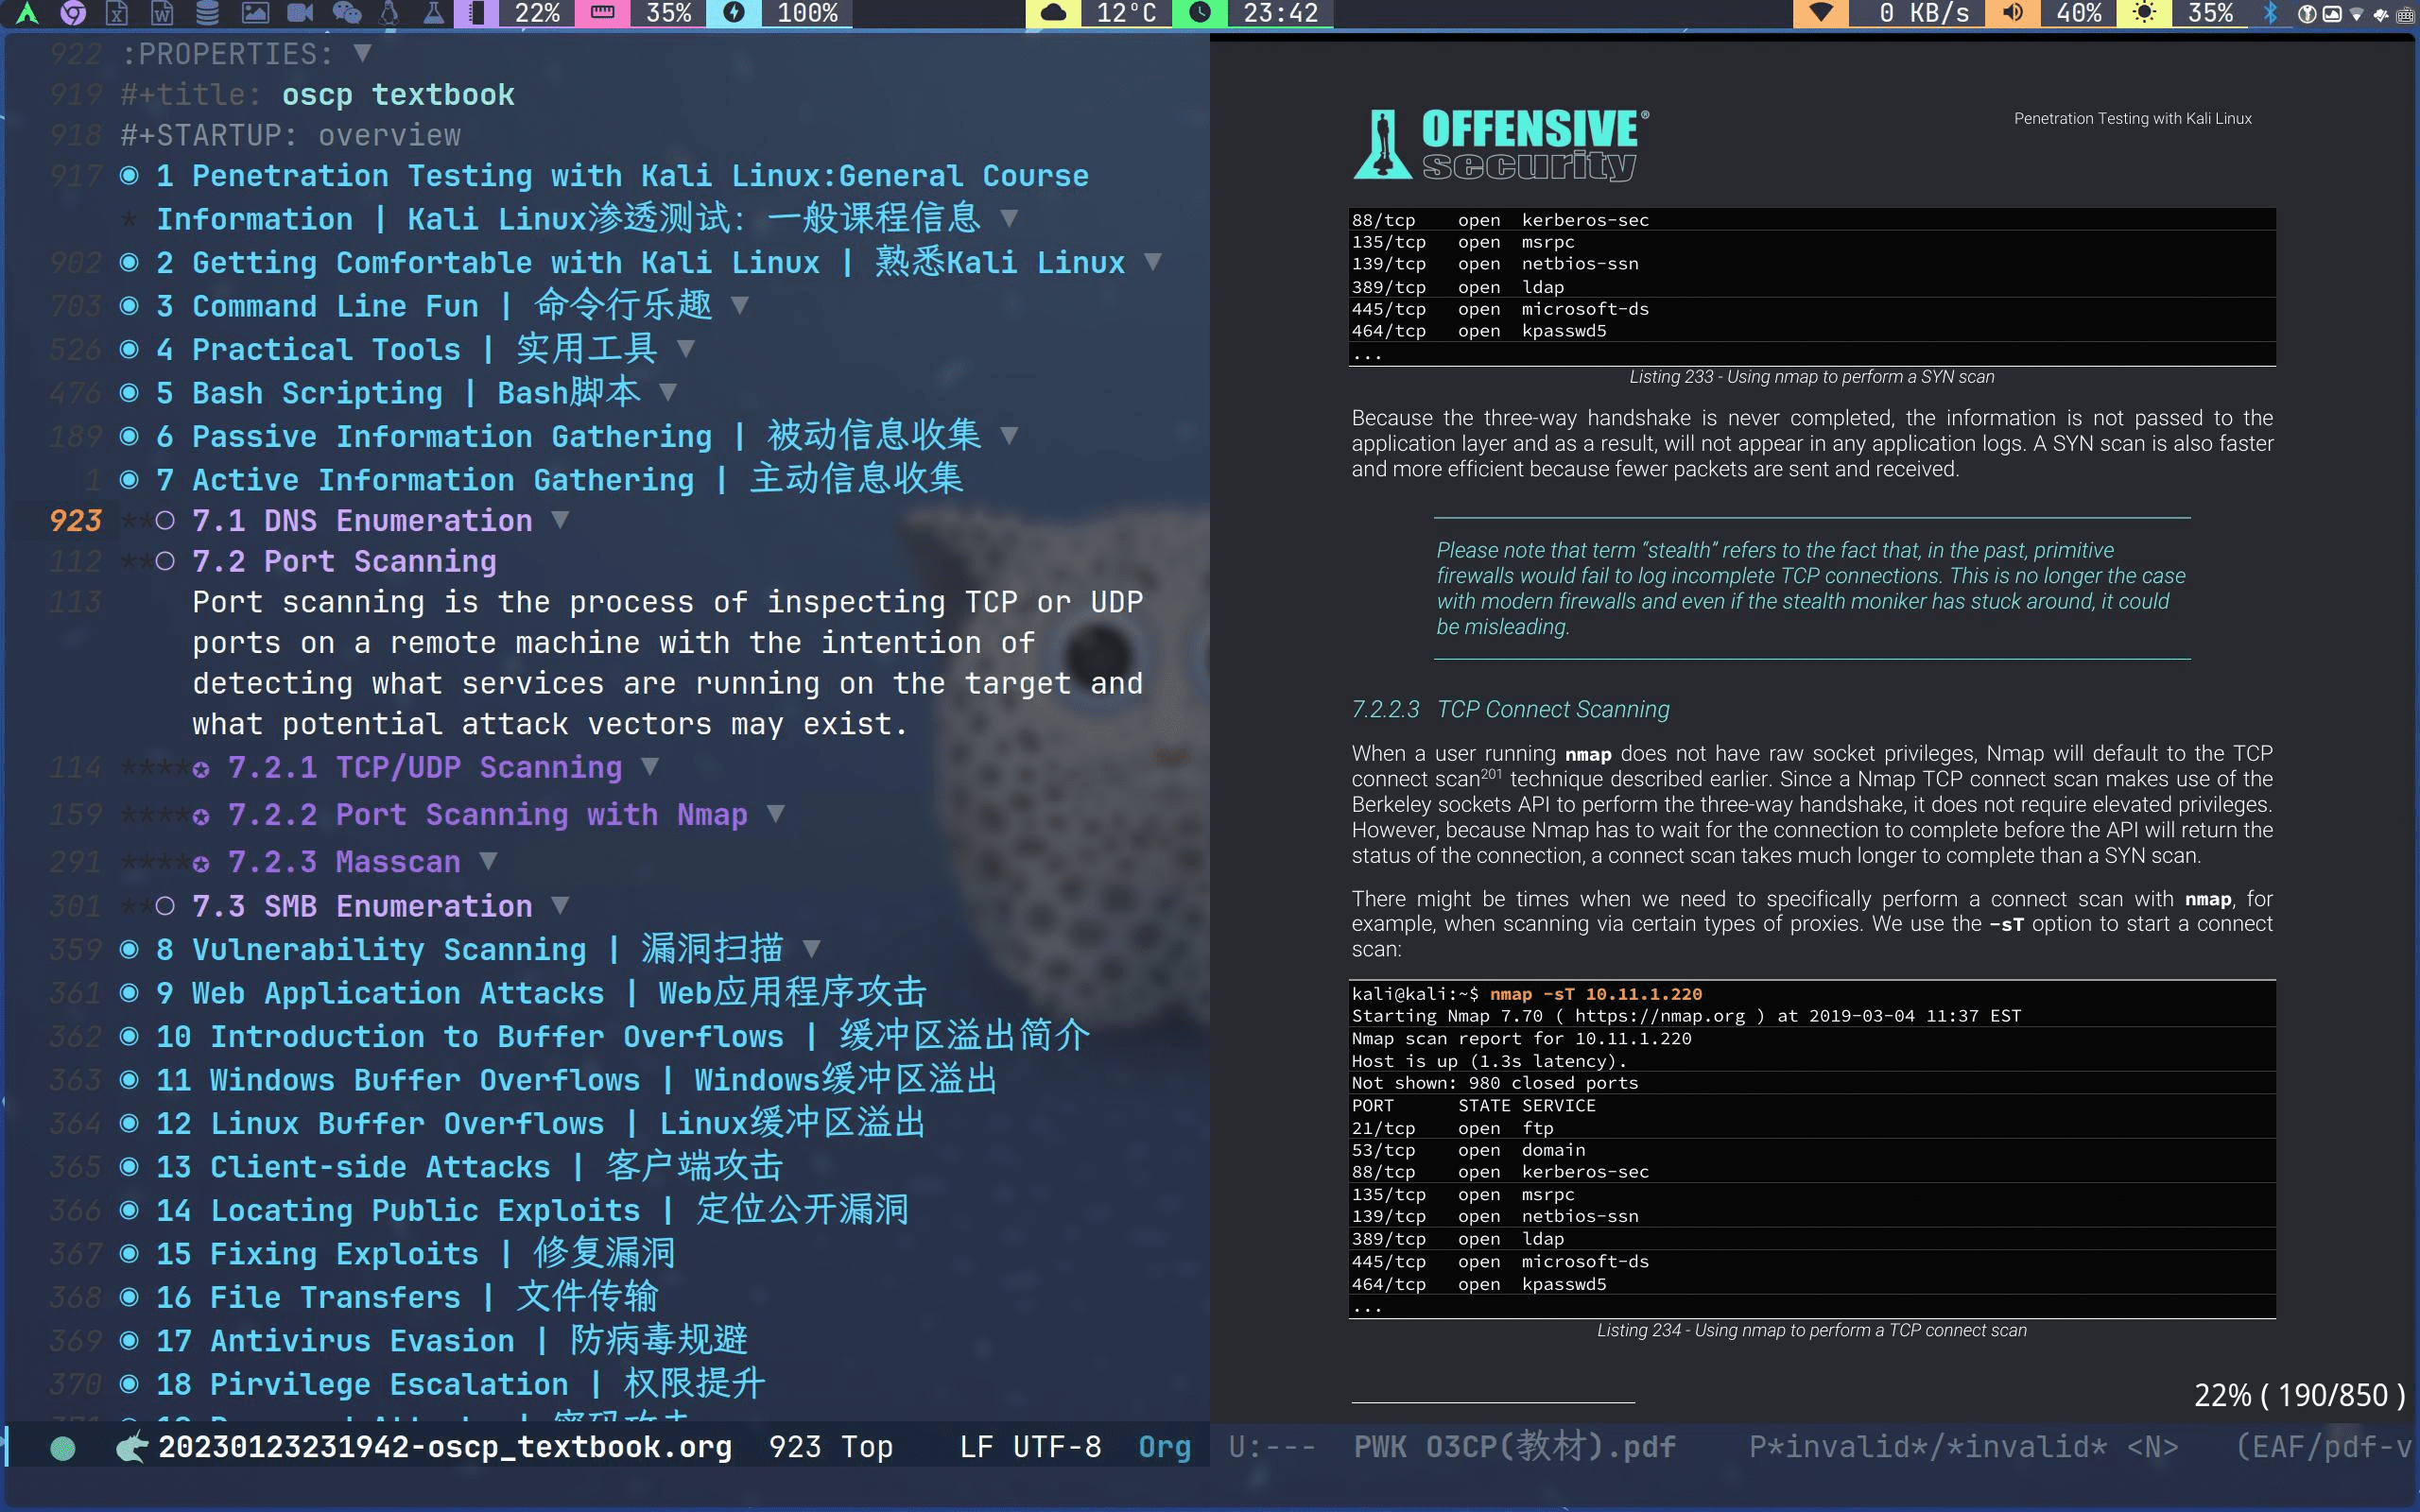 22% 35% 100% 12°C 23:42 0 KB/s 40% 35%
922 :PROPERTIES:
919 #+title: oscp textbook
918 #+STARTUP: overview
917 1 Penetration Testing with Kali Linux:General Course
* Information | Kali Linux渗透测试: 一般课程信息
902 2 Getting Comfortable with Kali Linux | 熟悉Kali Linux
703 3 Command Line Fun | 命令行乐趣
526 4 Practical Tools | 实用工具
476 5 Bash Scripting | Bash脚本
189 6 Passive Information Gathering | 被动信息收集
1 7 Active Information Gathering | 主动信息收集
923 ** 7.1 DNS Enumeration
112 ** 7.2 Port Scanning
113 Port scanning is the process of inspecting TCP or UDP
ports on a remote machine with the intention of
detecting what services are running on the target and
what potential attack vectors may exist.
114 **** 7.2.1 TCP/UDP Scanning
159 **** 7.2.2 Port Scanning with Nmap
291 **** 7.2.3 Masscan
301 ** 7.3 SMB Enumeration
359 8 Vulnerability Scanning | 漏洞扫描
361 9 Web Application Attacks | Web应用程序攻击
362 10 Introduction to Buffer Overflows | 缓冲区溢出简介
363 11 Windows Buffer Overflows | Windows缓冲区溢出
364 12 Linux Buffer Overflows | Linux缓冲区溢出
365 13 Client-side Attacks | 客户端攻击
366 14 Locating Public Exploits | 定位公开漏洞
367 15 Fixing Exploits | 修复漏洞
368 16 File Transfers | 文件传输
369 17 Antivirus Evasion | 防病毒规避
370 18 Pirvilege Escalation | 权限提升
20230123231942-oscp_textbook.org 923 Top LF UTF-8 Org
OFFENSIVE®
security
Penetration Testing with Kali Linux
88/tcp open kerberos-sec
135/tcp open msrpc
139/tcp open netbios-ssn
389/tcp open ldap
445/tcp open microsoft-ds
464/tcp open kpasswd5
...
Listing 233 - Using nmap to perform a SYN scan
Because the three-way handshake is never completed, the information is not passed to the
application layer and as a result, will not appear in any application logs. A SYN scan is also faster
and more efficient because fewer packets are sent and received.
Please note that term “stealth” refers to the fact that, in the past, primitive
firewalls would fail to log incomplete TCP connections. This is no longer the case
with modern firewalls and even if the stealth moniker has stuck around, it could
be misleading.
7.2.2.3 TCP Connect Scanning
When a user running nmap does not have raw socket privileges, Nmap will default to the TCP
connect scan201 technique described earlier. Since a Nmap TCP connect scan makes use of the
Berkeley sockets API to perform the three-way handshake, it does not require elevated privileges.
However, because Nmap has to wait for the connection to complete before the API will return the
status of the connection, a connect scan takes much longer to complete than a SYN scan.
There might be times when we need to specifically perform a connect scan with nmap, for
example, when scanning via certain types of proxies. We use the -sT option to start a connect
scan:
kali@kali:~$ nmap -sT 10.11.1.220
Starting Nmap 7.70 ( https://nmap.org ) at 2019-03-04 11:37 EST
Nmap scan report for 10.11.1.220
Host is up (1.3s latency).
Not shown: 980 closed ports
PORT STATE SERVICE
21/tcp open ftp
53/tcp open domain
88/tcp open kerberos-sec
135/tcp open msrpc
139/tcp open netbios-ssn
389/tcp open ldap
445/tcp open microsoft-ds
464/tcp open kpasswd5
...
Listing 234 - Using nmap to perform a TCP connect scan
22% ( 190/850 )
U:--- PWK O3CP(教材).pdf P*invalid*/*invalid* <N> (EAF/pdf-v